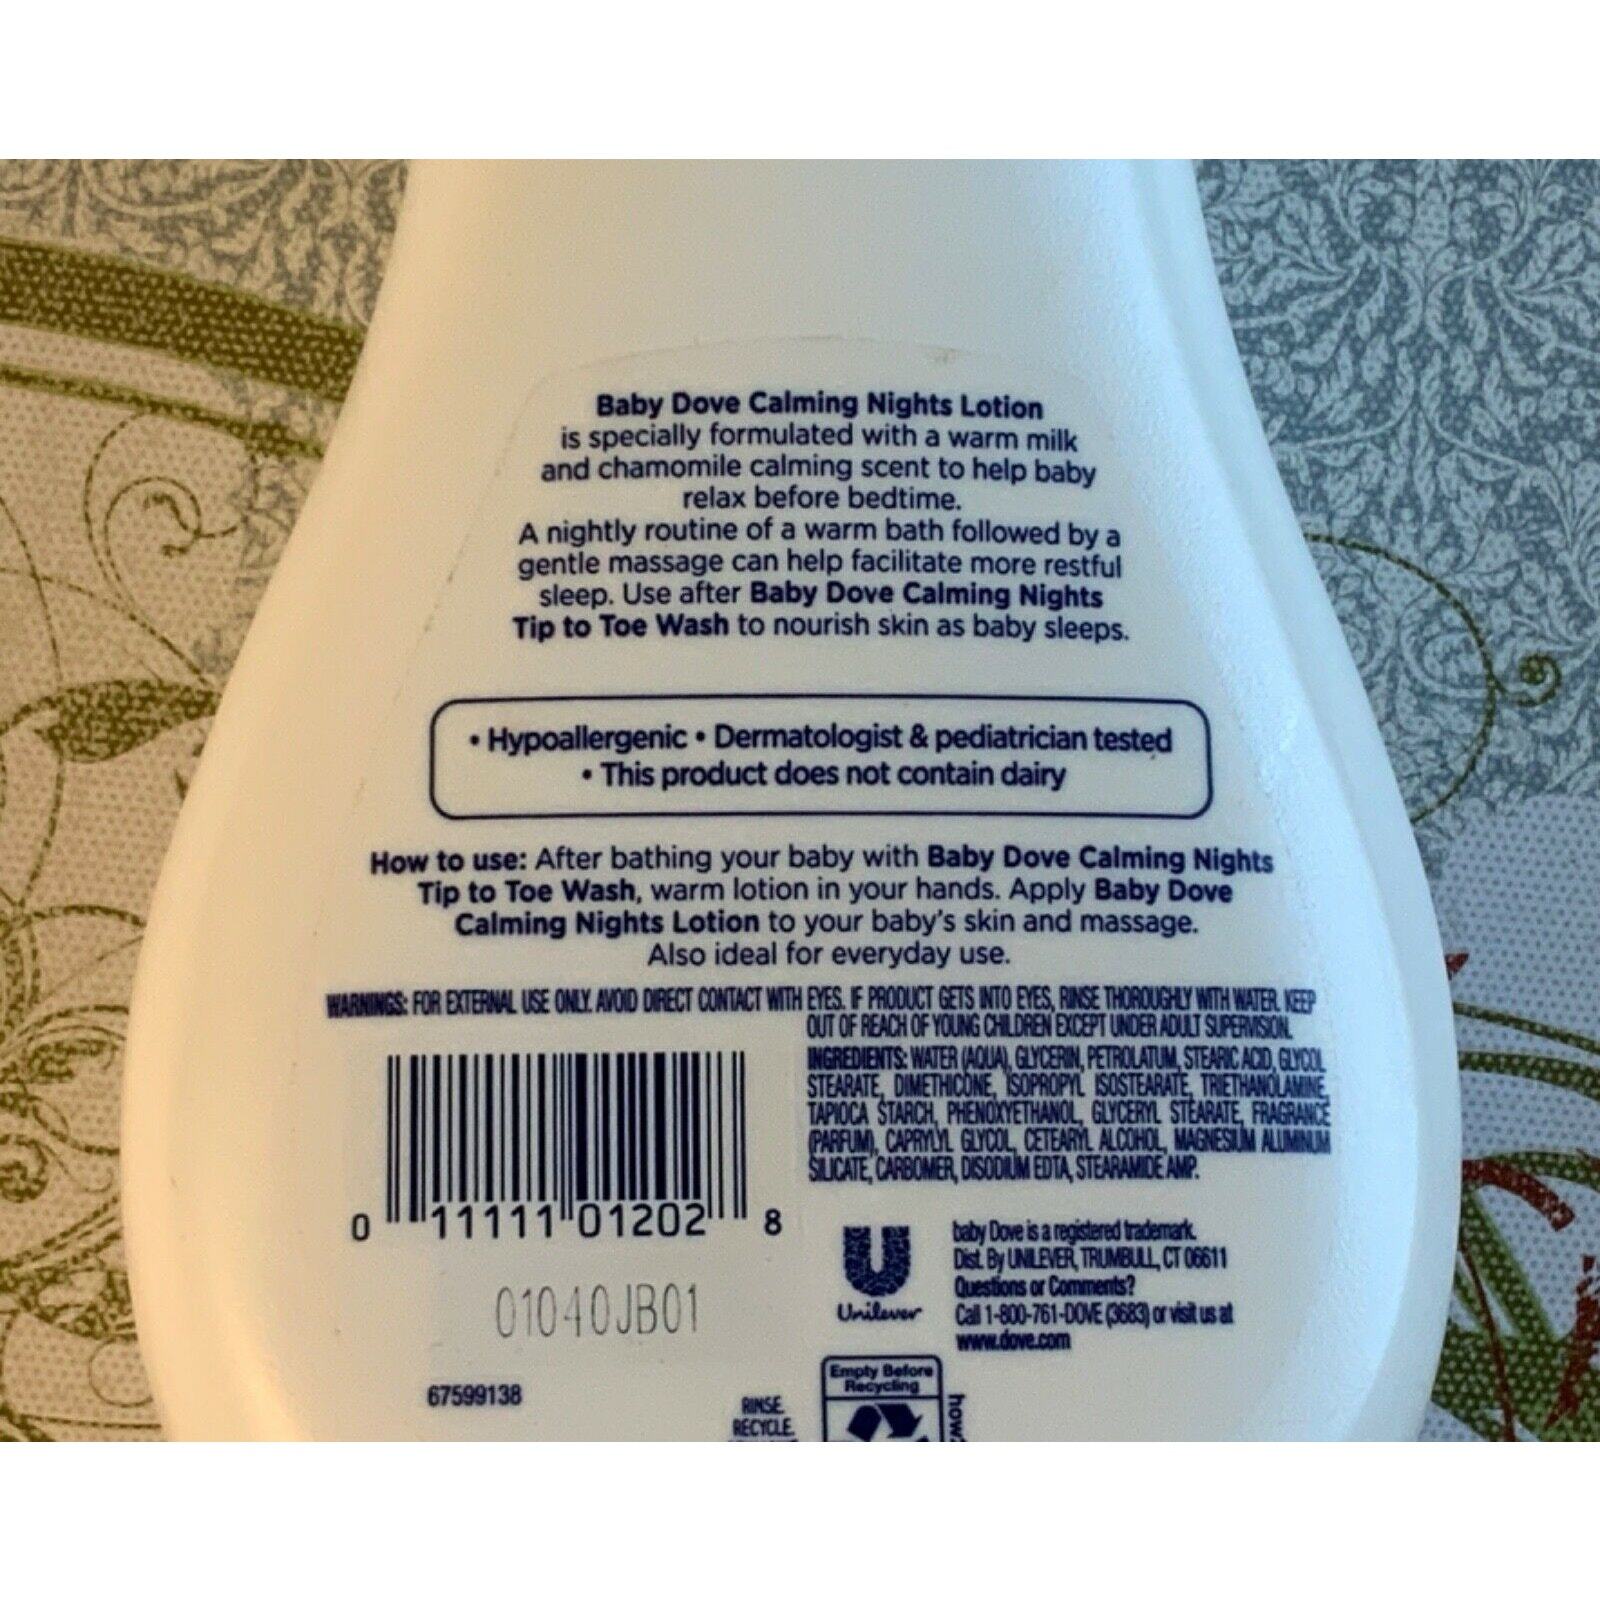 Baby Dove Calming Nights Lotion
is specially formulated with a warm milk
and chamomile calming scent to help baby
relax before bedtime.
A nightly routine of a warm bath followed by a
gentle massage can help facilitate more restful
sleep. Use after Baby Dove Calming Nights
Tip to Toe Wash to nourish skin as baby sleeps.
• Hypoallergenic • Dermatologist & pediatrician tested
• This product does not contain dairy
How to use: After bathing your baby with Baby Dove Calming Nights
Tip to Toe Wash, warm lotion in your hands. Apply Baby Dove
Calming Nights Lotion to your baby's skin and massage.
Also ideal for everyday use.
WARNINGS: FOR EXTERNAL USE ONLY. AVOID DIRECT CONTACT WITH EYES. IF PRODUCT GETS INTO EYES, RINSE THOROUGHLY WITH WATER. KEEP
OUT OF REACH OF YOUNG CHILDREN EXCEPT UNDER ADULT SUPERVISION.
INGREDIENTS: WATER (AQUA), GLYCERIN, PETROLATUM, STEARIC ACID, GLYCOL
STEARATE, DIMETHICONE, ISOPROPYL ISOSTEARATE, TRIETHANOLAMINE,
TAPIOCA STARCH, PHENOXYETHANOL, GLYCERYL STEARATE, FRAGRANCE
(PARFUM), CAPRYLYL GLYCOL, CETEARYL ALCOHOL, MAGNESIUM ALUMINUM
SILICATE, CARBOMER, DISODIUM EDTA, STEARAMIDE AMP.
0 11111 01202 8
01040JB01
67599138
Unilever
baby Dove is a registered trademark.
Dist. By UNILEVER, TRUMBULL, CT 06611
Questions or Comments?
Call 1-800-761-DOVE (3683) or visit us at
www.dove.com
RINSE.
RECYCLE.
Empty Before
Recycling
how2